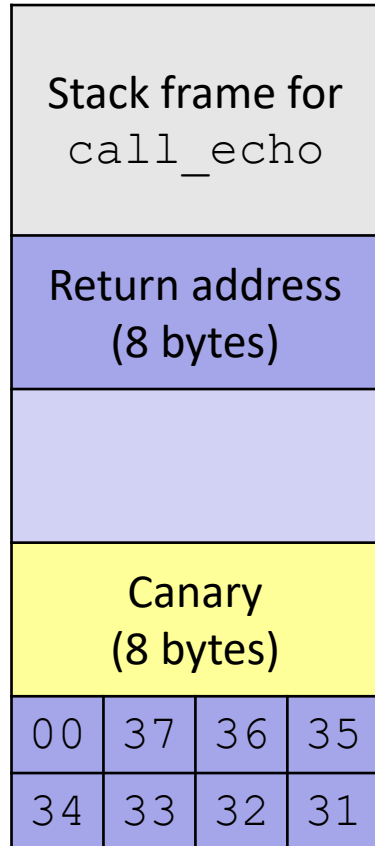 Stack frame for
call_echo
Return address
(8 bytes)
Canary
(8 bytes)
00 37 36 35
34 33 32 31